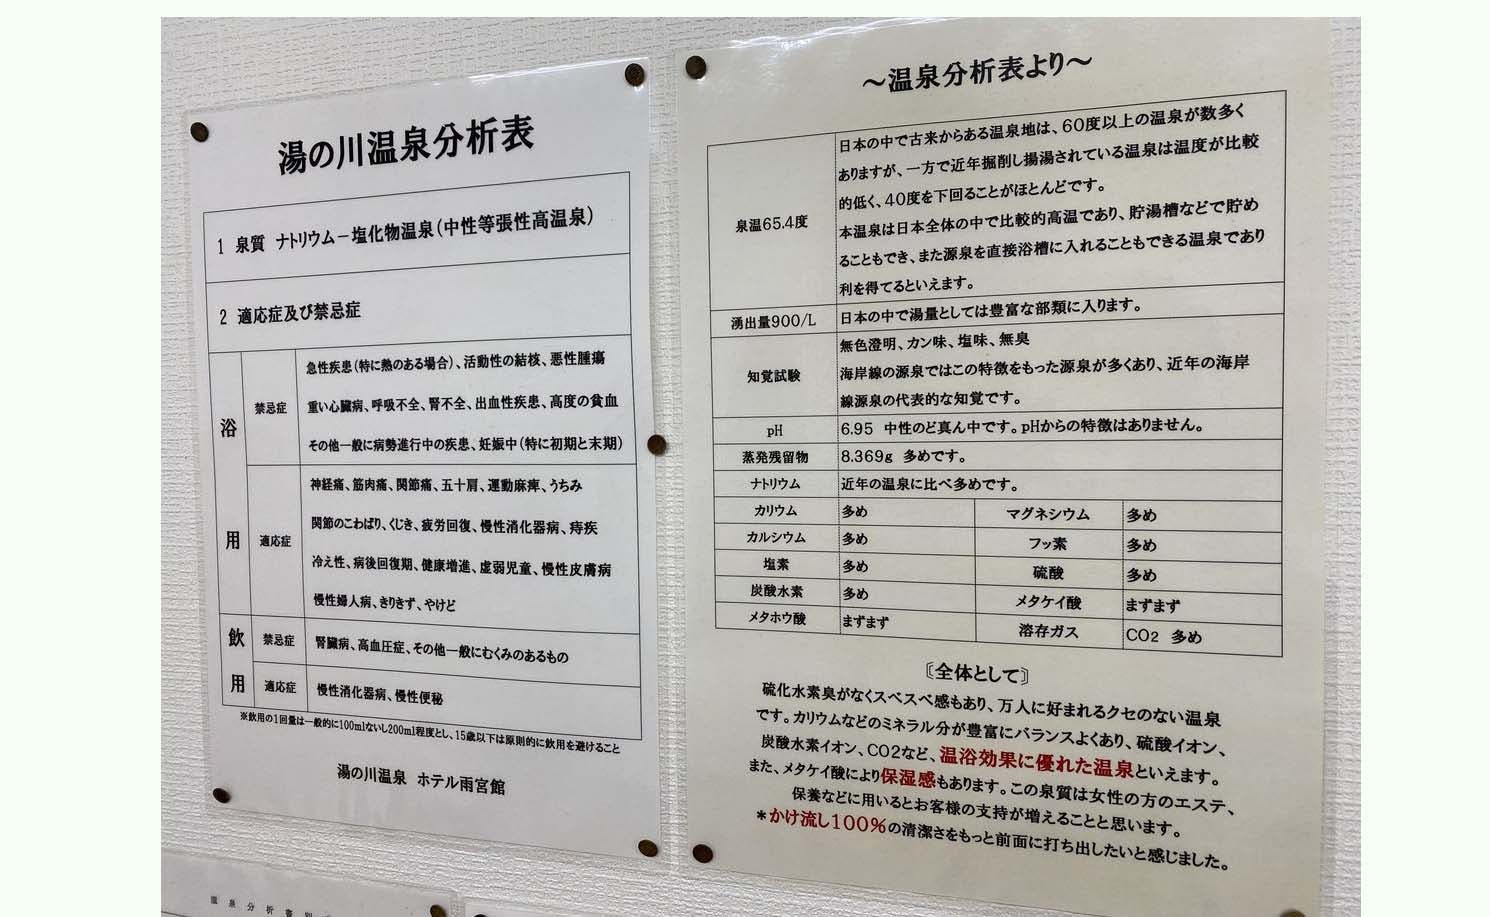 湯の川温泉分析表
1 泉質 ナトリウム－塩化物温泉(中性等張性高温泉)
2 適応症及び禁忌症
浴用
禁忌症
急性疾患(特に熱のある場合)、活動性の結核、悪性腫瘍
重い心臓病、呼吸不全、腎不全、出血性疾患、高度の貧血
その他一般に病勢進行中の疾患、妊娠中(特に初期と末期)
適応症
神経痛、筋肉痛、関節痛、五十肩、運動麻痺、うちみ
関節のこわばり、くじき、疲労回復、慢性消化器病、痔疾
冷え性、病後回復期、健康増進、虚弱児童、慢性皮膚病
慢性婦人病、きりきず、やけど
飲用
禁忌症
腎臓病、高血圧症、その他一般にむくみのあるもの
適応症
慢性消化器病、慢性便秘
※飲用の1回量は一般的に100mlないし200ml程度とし、15歳以下は原則的に飲用を避けること
湯の川温泉 ホテル雨宮館
～温泉分析表より～
泉温65.4度
日本の中で古来からある温泉地は、60度以上の温泉が数多く
ありますが、一方で近年掘削し揚湯されている温泉は温度が比較
的低く、40度を下回ることがほとんどです。
本温泉は日本全体の中で比較的高温であり、貯湯槽などで貯め
ることもでき、また源泉を直接浴槽に入れることもできる温泉であり
利を得てるといえます。
湧出量900/L 日本の中で湯量としては豊富な部類に入ります。
知覚試験
無色澄明、カン味、塩味、無臭
海岸線の源泉ではこの特徴をもった源泉が多くあり、近年の海岸
線源泉の代表的な知覚です。
pH 6.95 中性のど真ん中です。pHからの特徴はありません。
蒸発残留物 8.369g 多めです。
ナトリウム 近年の温泉に比べ多めです。
カリウム 多め マグネシウム 多め
カルシウム 多め フッ素 多め
塩素 多め 硫酸 多め
炭酸水素 多め メタケイ酸 まずまず
メタホウ酸 まずまず 溶存ガス CO2 多め
〔全体として〕
硫化水素臭がなくスベスベ感もあり、万人に好まれるクセのない温泉
です。カリウムなどのミネラル分が豊富にバランスよくあり、硫酸イオン、
炭酸水素イオン、CO2など、温浴効果に優れた温泉といえます。
また、メタケイ酸により保湿感もあります。この泉質は女性の方のエステ、
保養などに用いるとお客様の支持が増えることと思います。
＊かけ流し100%の清潔さをもっと前面に打ち出したいと感じました。
温泉分析書別